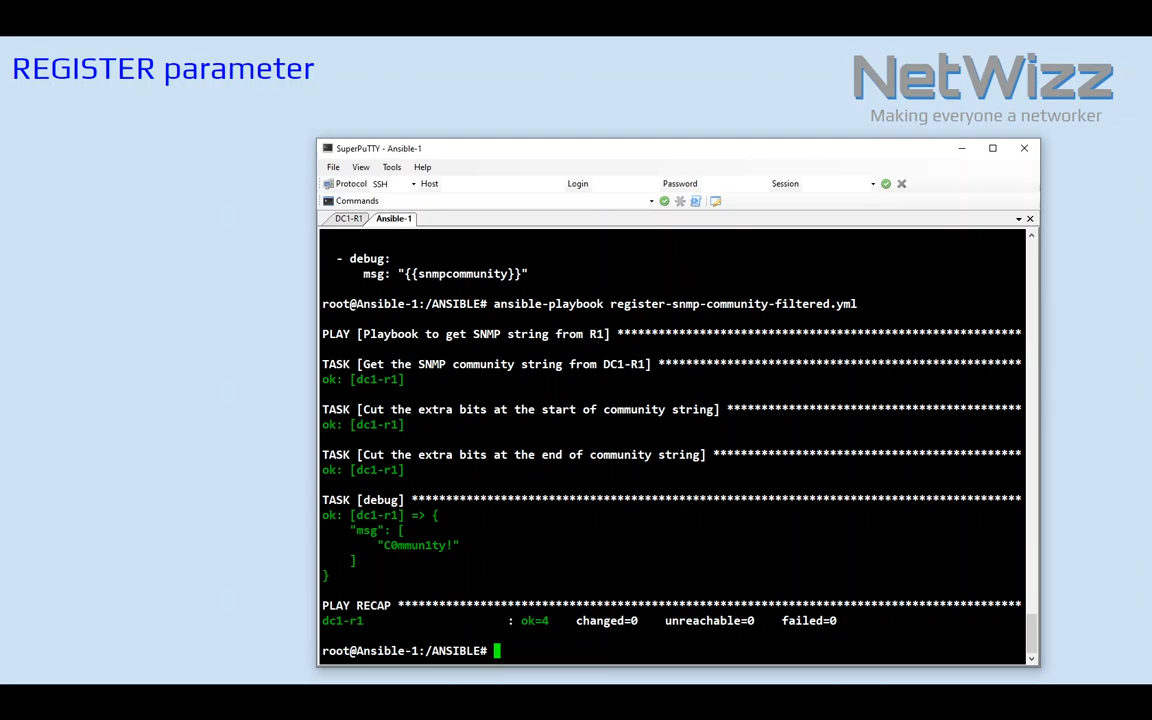 REGISTER parameter
NetWizz
Making everyone a networker
SuperPuTTY - Ansible-1
File View Tools Help
Protocol SSH Host Login Password Session
Commands
DC1-R1 Ansible-1
- debug:
msg: "{{snmpcommunity}}"
root@Ansible-1:/ANSIBLE# ansible-playbook register-snmp-community-filtered.yml
PLAY [Playbook to get SNMP string from R1] ***********************************************************
TASK [Get the SNMP community string from DC1-R1] *****************************************************
ok: [dc1-r1]
TASK [Cut the extra bits at the start of community string] *******************************************
ok: [dc1-r1]
TASK [Cut the extra bits at the end of community string] *********************************************
ok: [dc1-r1]
TASK [debug] *****************************************************************************************
ok: [dc1-r1] => {
"msg": [
"C0mmun1ty!"
]
}
PLAY RECAP *******************************************************************************************
dc1-r1 : ok=4 changed=0 unreachable=0 failed=0
root@Ansible-1:/ANSIBLE#